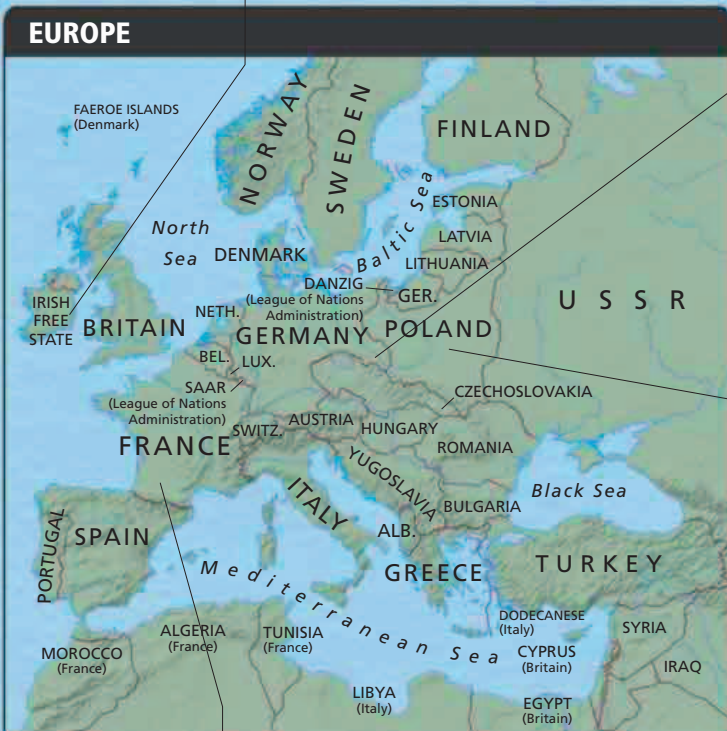 EUROPE
FAEROE ISLANDS
(Denmark)
NORWAY
SWEDEN
FINLAND
North
Sea
Baltic Sea
ESTONIA
LATVIA
LITHUANIA
DENMARK
DANZIG
(League of Nations
Administration)
GER.
IRISH
FREE
STATE
BRITAIN
NETH.
GERMANY
POLAND
USSR
BEL.
LUX.
SAAR
(League of Nations
Administration)
CZECHOSLOVAKIA
FRANCE
SWITZ.
AUSTRIA
HUNGARY
ROMANIA
YUGOSLAVIA
ITALY
BULGARIA
Black Sea
PORTUGAL
SPAIN
ALB.
GREECE
TURKEY
Mediterranean Sea
DODECANESE
(Italy)
CYPRUS
(Britain)
SYRIA
IRAQ
MOROCCO
(France)
ALGERIA
(France)
TUNISIA
(France)
LIBYA
(Italy)
EGYPT
(Britain)